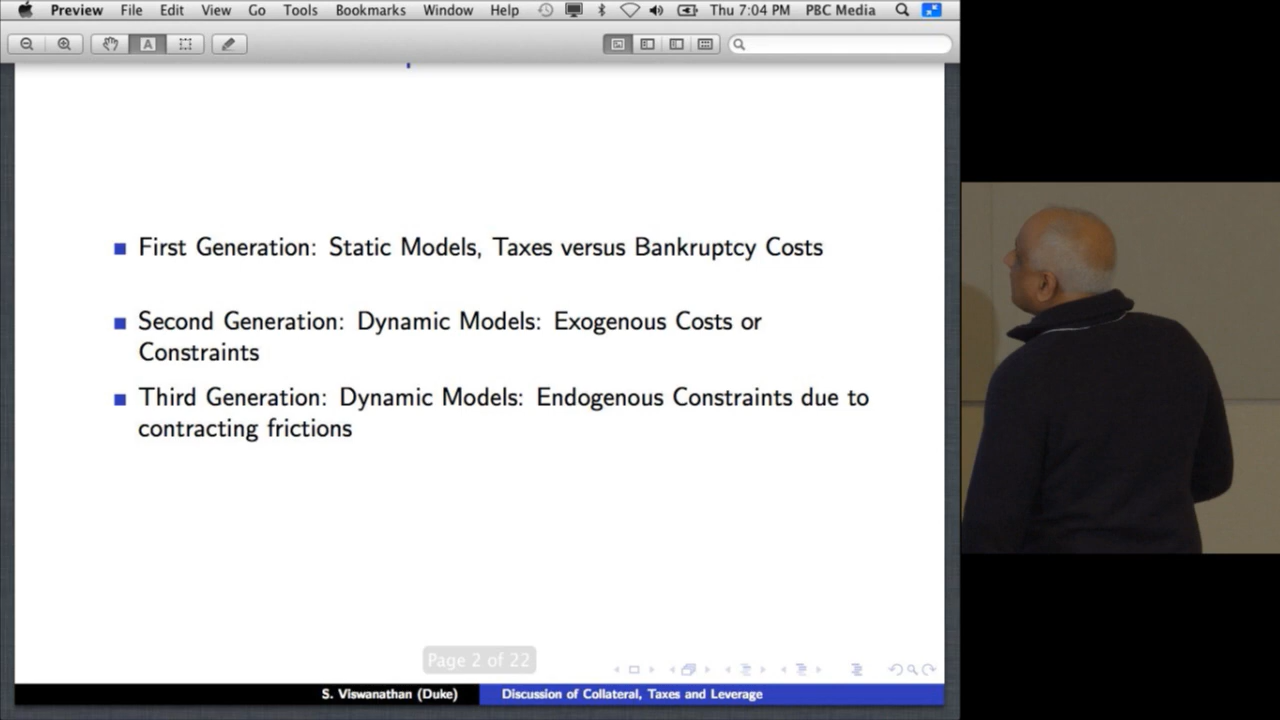 Preview File Edit View Go Tools Bookmarks Window Help Thu 7:04 PM PBC Media
First Generation: Static Models, Taxes versus Bankruptcy Costs
Second Generation: Dynamic Models: Exogenous Costs or
Constraints
Third Generation: Dynamic Models: Endogenous Constraints due to
contracting frictions
Page 2 of 22
S. Viswanathan (Duke) Discussion of Collateral, Taxes and Leverage